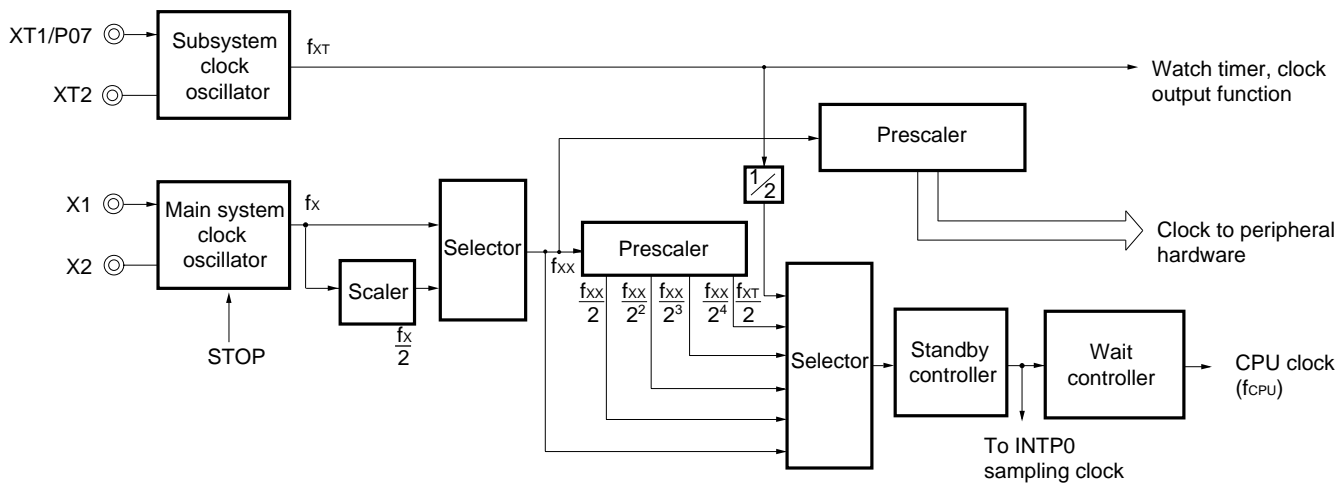 XT1/P07
XT2
Subsystem
clock
oscillator
fXT
Watch timer, clock
output function
Prescaler
1/2
X1
X2
Main system
clock
oscillator
fX
Selector
Scaler
fX
2
STOP
fXX
Prescaler
Clock to peripheral
hardware
fXX fXX fXX fXX fXT
2 2² 2³ 2⁴ 2
Selector
Standby
controller
Wait
controller
CPU clock
(fCPU)
To INTP0
sampling clock